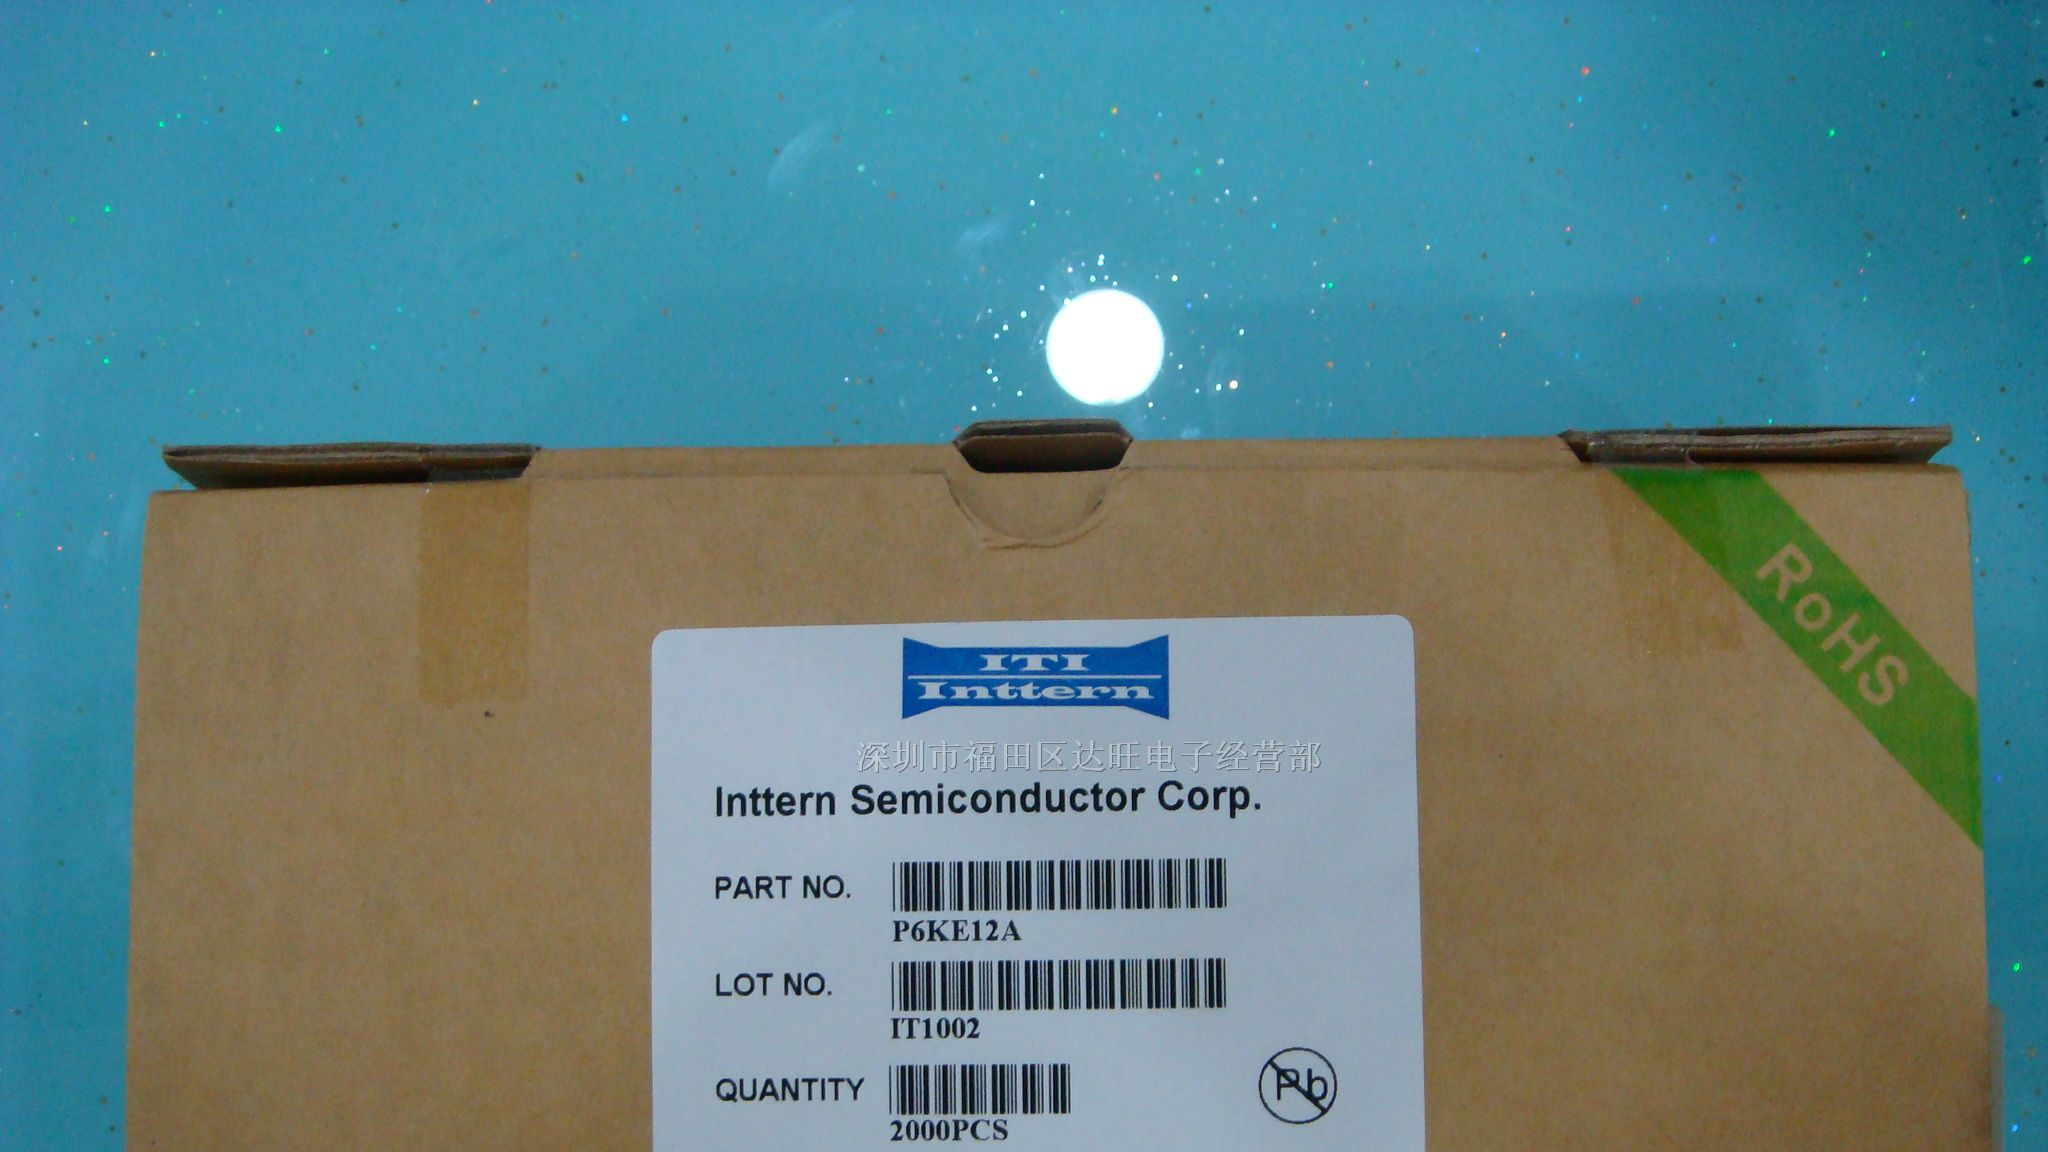 RoHS
ITI
Inttern
深圳市福田区达旺电子经营部
Inttern Semiconductor Corp.
PART NO.
P6KE12A
LOT NO.
IT1002
QUANTITY
2000PCS
Pb